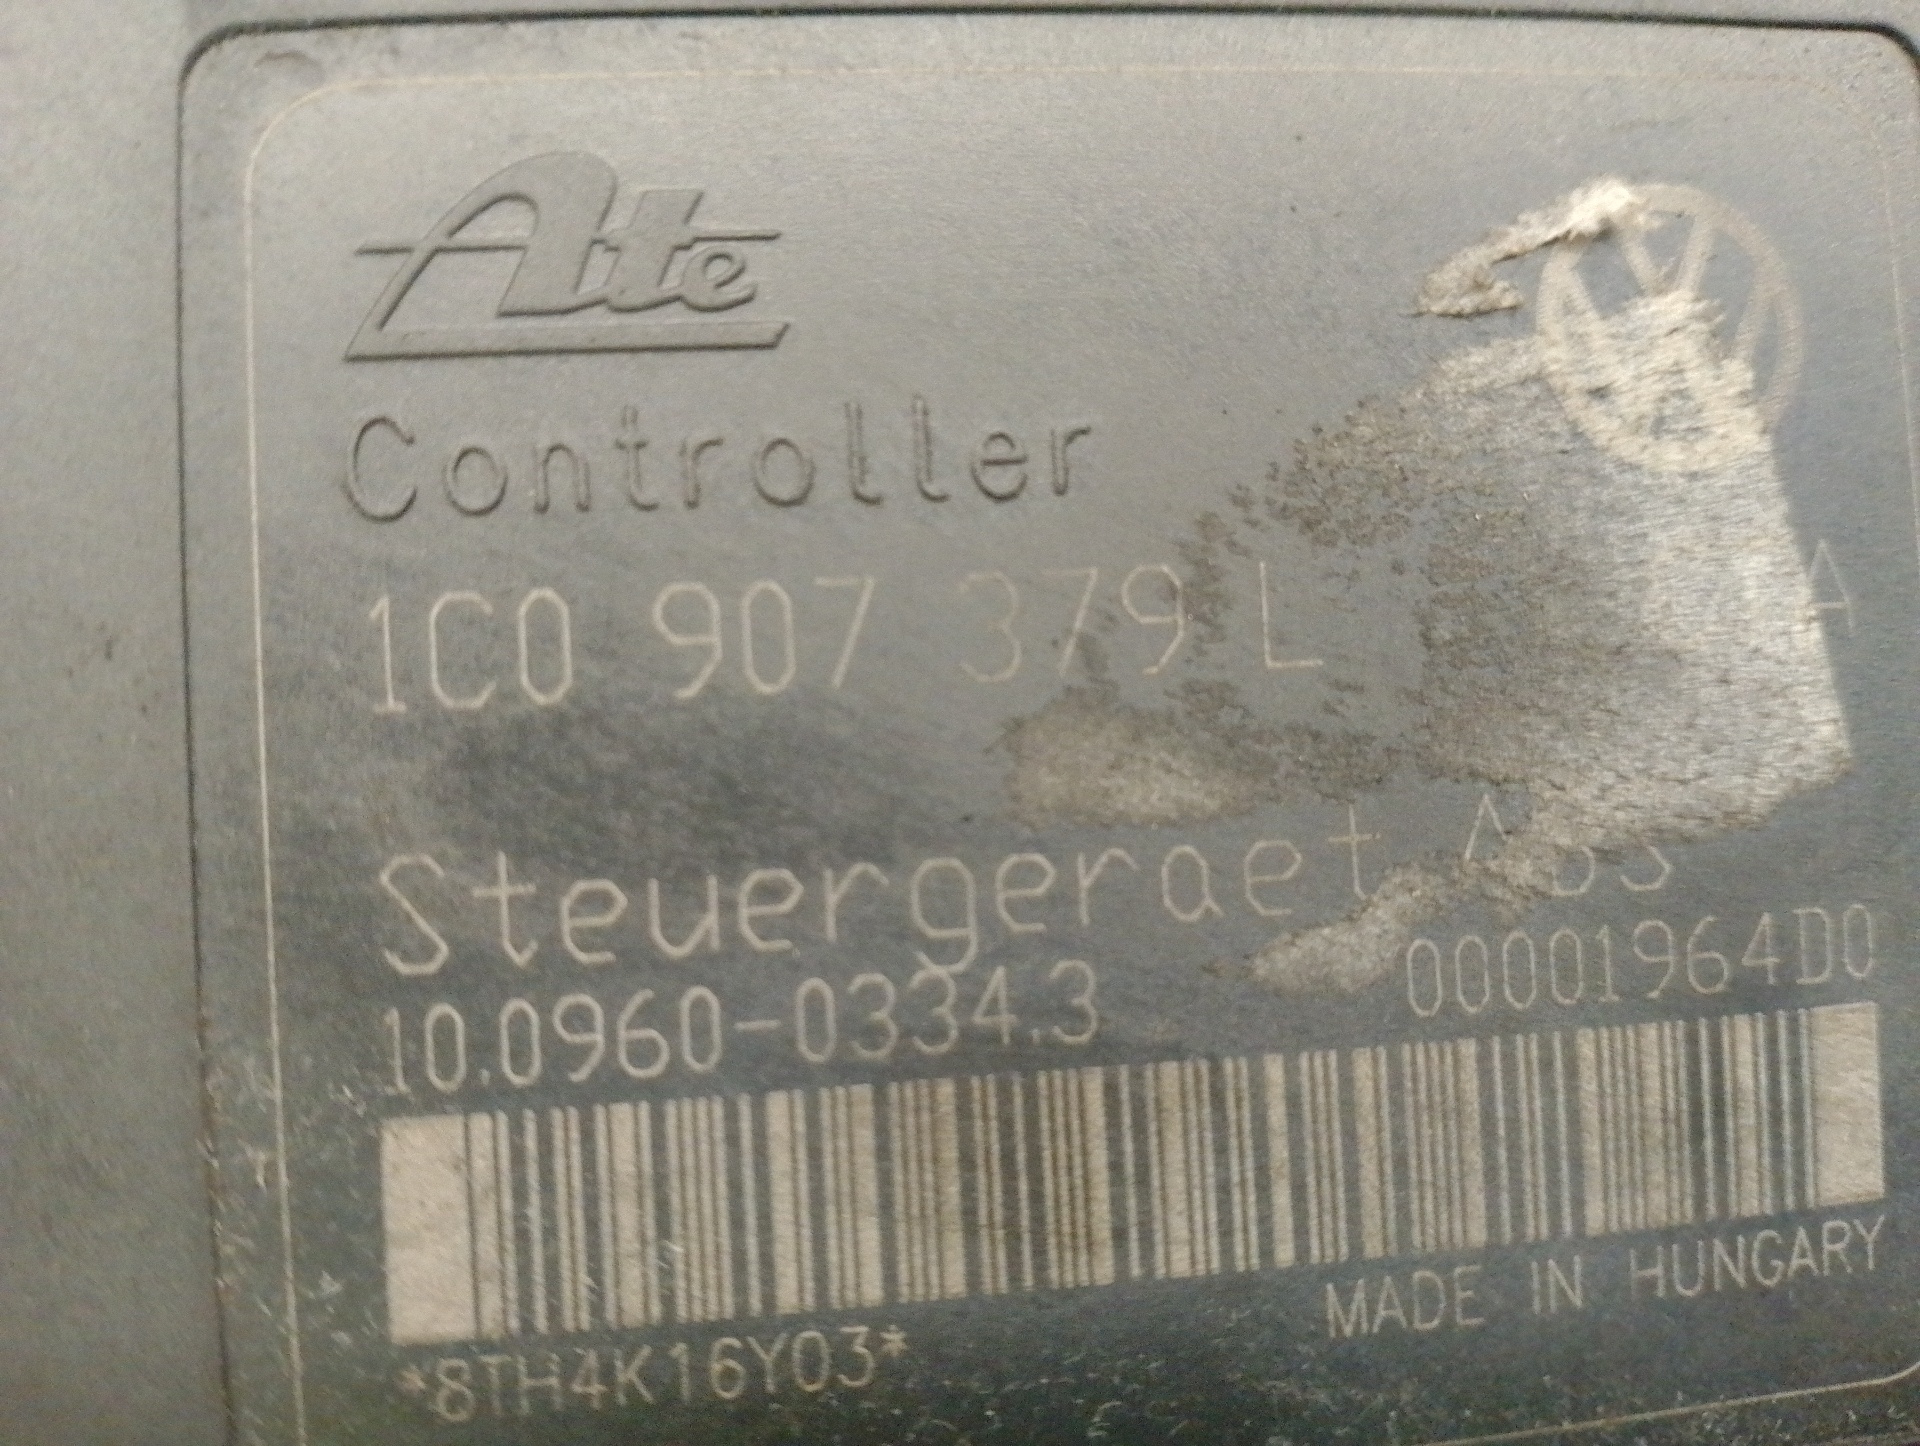 Ate
Controller
1C0 907 379 L
Steuergeraet
10.0960-0334.3 00001964D0
*8TH4K16Y03*
MADE IN HUNGARY